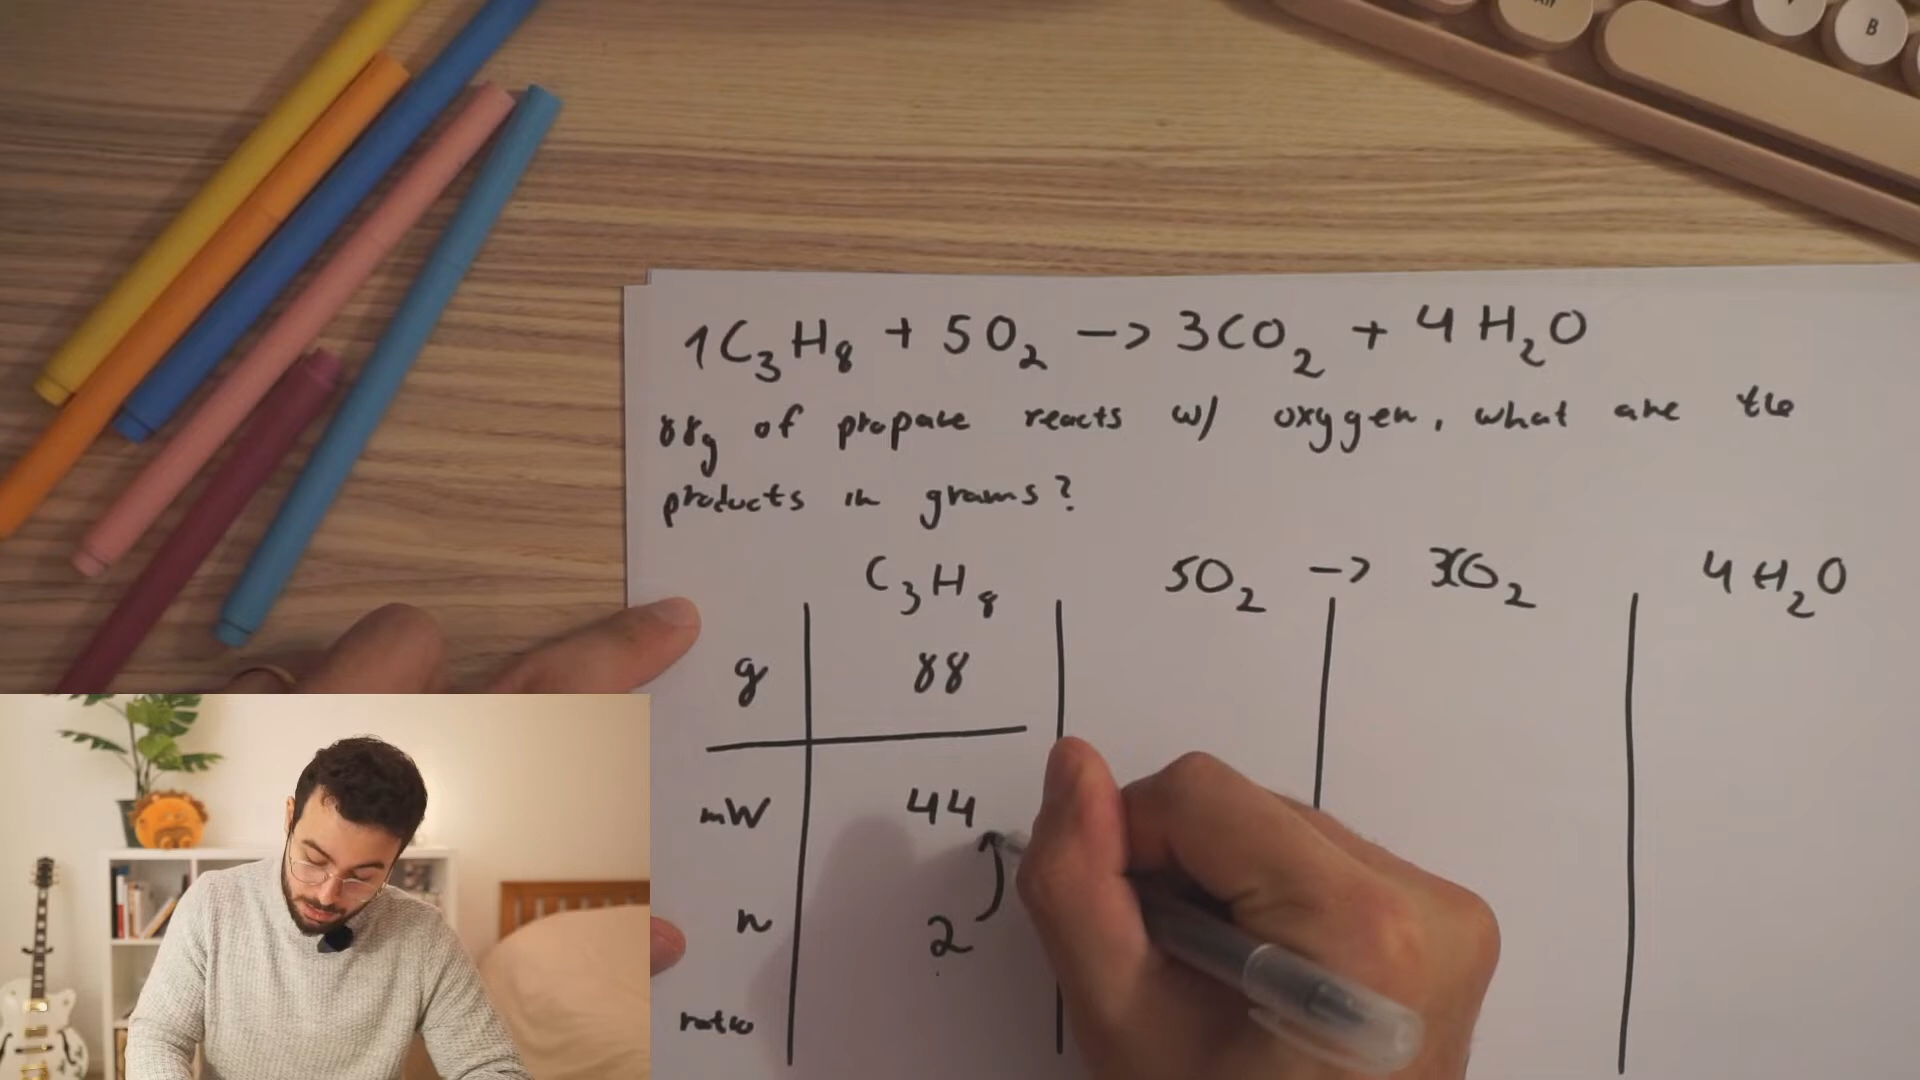 B
1C₃H₈ + 5O₂ -> 3CO₂ + 4H₂O
88g of propane reacts w/ oxygen, what are the
products in grams?
C₃H₈ 5O₂ -> 3CO₂ 4H₂O
g 88
mW 44
n 2
ratio